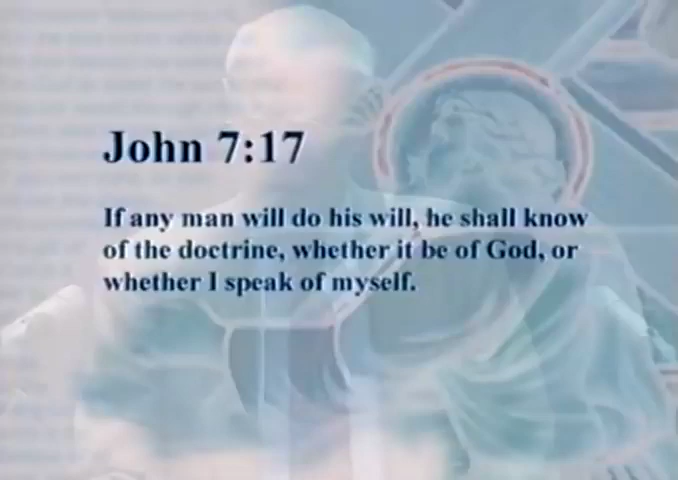 John 7:17
If any man will do his will, he shall know
of the doctrine, whether it be of God, or
whether I speak of myself.